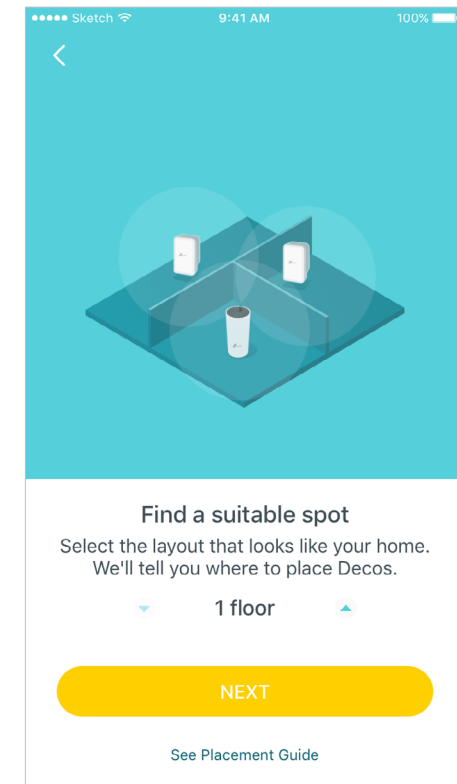 Sketch 9:41 AM 100%
Find a suitable spot
Select the layout that looks like your home.
We'll tell you where to place Decos.
1 floor
NEXT
See Placement Guide